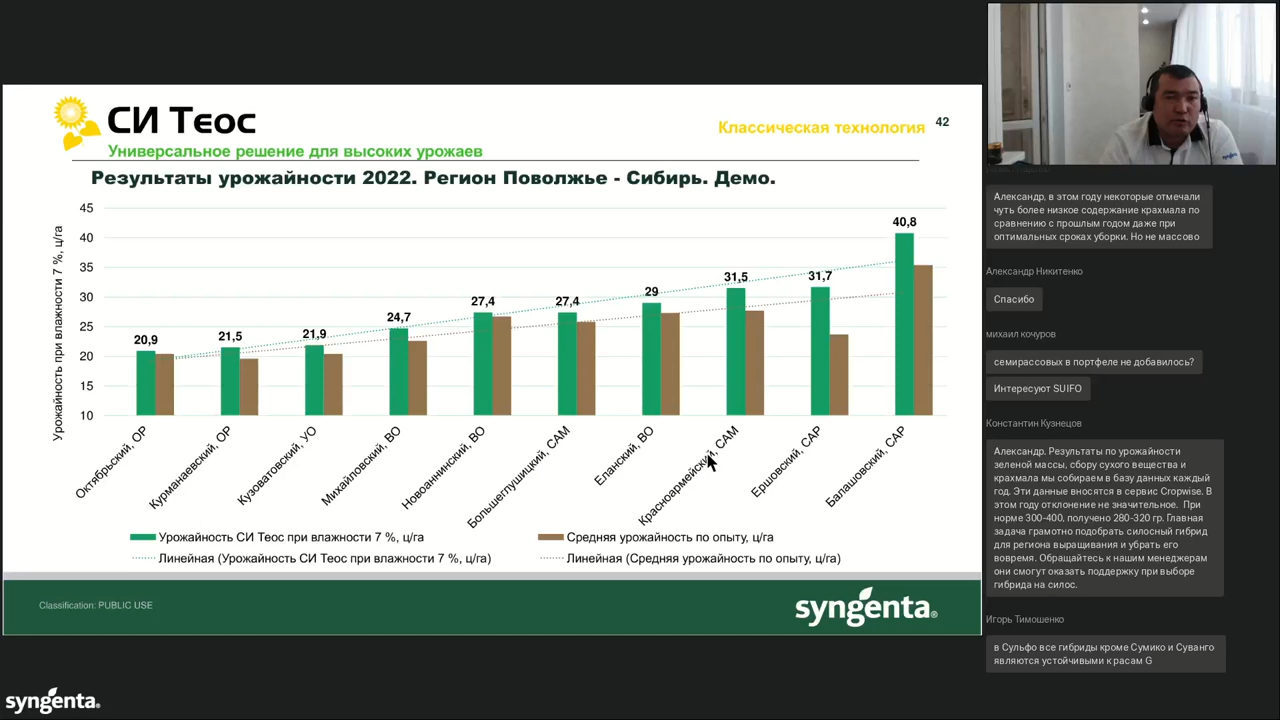 СИ Теос
Универсальное решение для высоких урожаев
Классическая технология
42
Результаты урожайности 2022. Регион Поволжье - Сибирь. Демо.
Урожайность при влажности 7 %, ц/га
45
40
35
30
25
20
15
10
20,9
21,5
21,9
24,7
27,4
27,4
29
31,5
31,7
40,8
Октябрьский, ОР
Курманаевский, ОР
Кузоватовский, УО
Михайловский, ВО
Новоаннинский, ВО
Большеглушицкий, САМ
Еланский, ВО
Красноармейский, САМ
Ершовский, САР
Балашовский, САР
Урожайность СИ Теос при влажности 7 %, ц/га
Средняя урожайность по опыту, ц/га
Линейная (Урожайность СИ Теос при влажности 7 %, ц/га)
Линейная (Средняя урожайность по опыту, ц/га)
Classification: PUBLIC USE
syngenta®
syngenta®
syngenta
Александр, в этом году некоторые отмечали
чуть более низкое содержание крахмала по
сравнению с прошлым годом даже при
оптимальных сроках уборки. Но не массово
Александр Никитенко
Спасибо
михаил кочуров
семирассовых в портфеле не добавилось?
Интересуют SUIFO
Константин Кузнецов
Александр. Результаты по урожайности
зеленой массы, сбору сухого вещества и
крахмала мы собираем в базу данных каждый
год. Эти данные вносятся в сервис Cropwise. В
этом году отклонение не значительное. При
норме 300-400, получено 280-320 гр. Главная
задача грамотно подобрать силосный гибрид
для региона выращивания и убрать его
вовремя. Обращайтесь к нашим менеджерам
они смогут оказать поддержку при выборе
гибрида на силос.
Игорь Тимошенко
в Сульфо все гибриды кроме Сумико и Суванго
являются устойчивыми к расам G